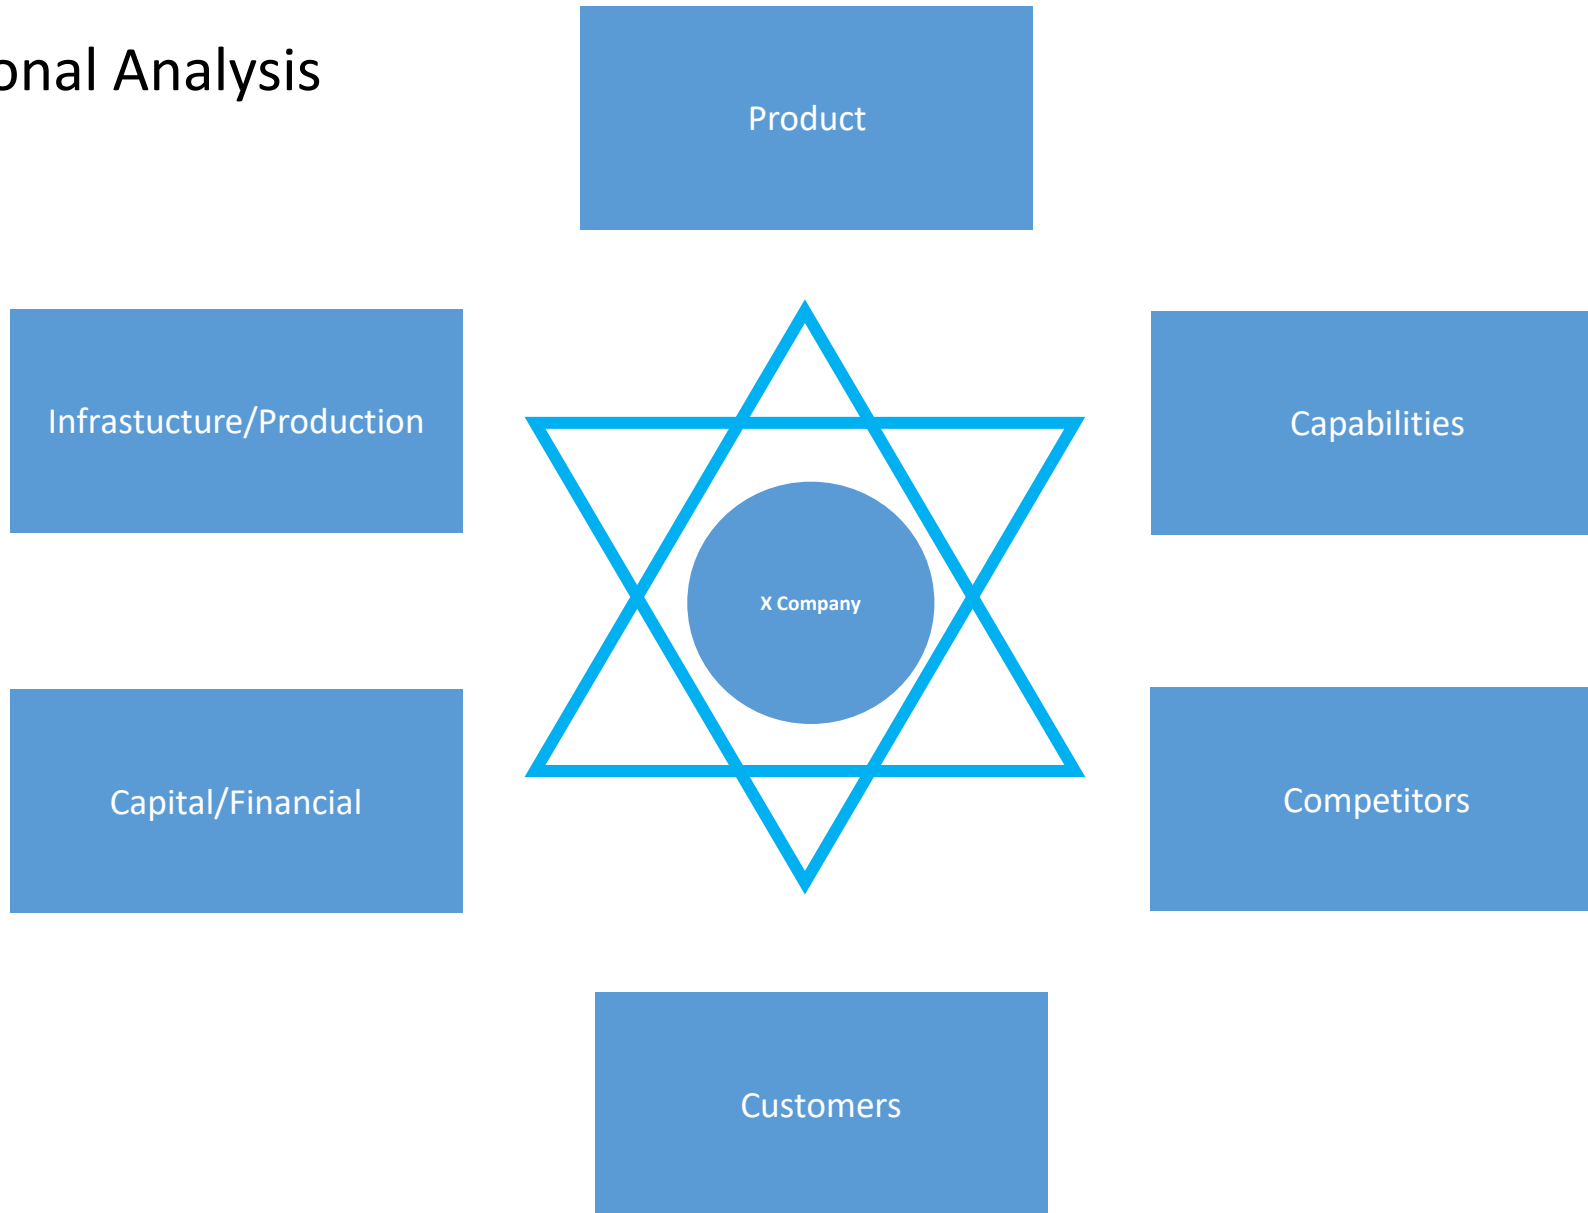 onal Analysis
Product
Infrastucture/Production
Capabilities
X Company
Capital/Financial
Competitors
Customers